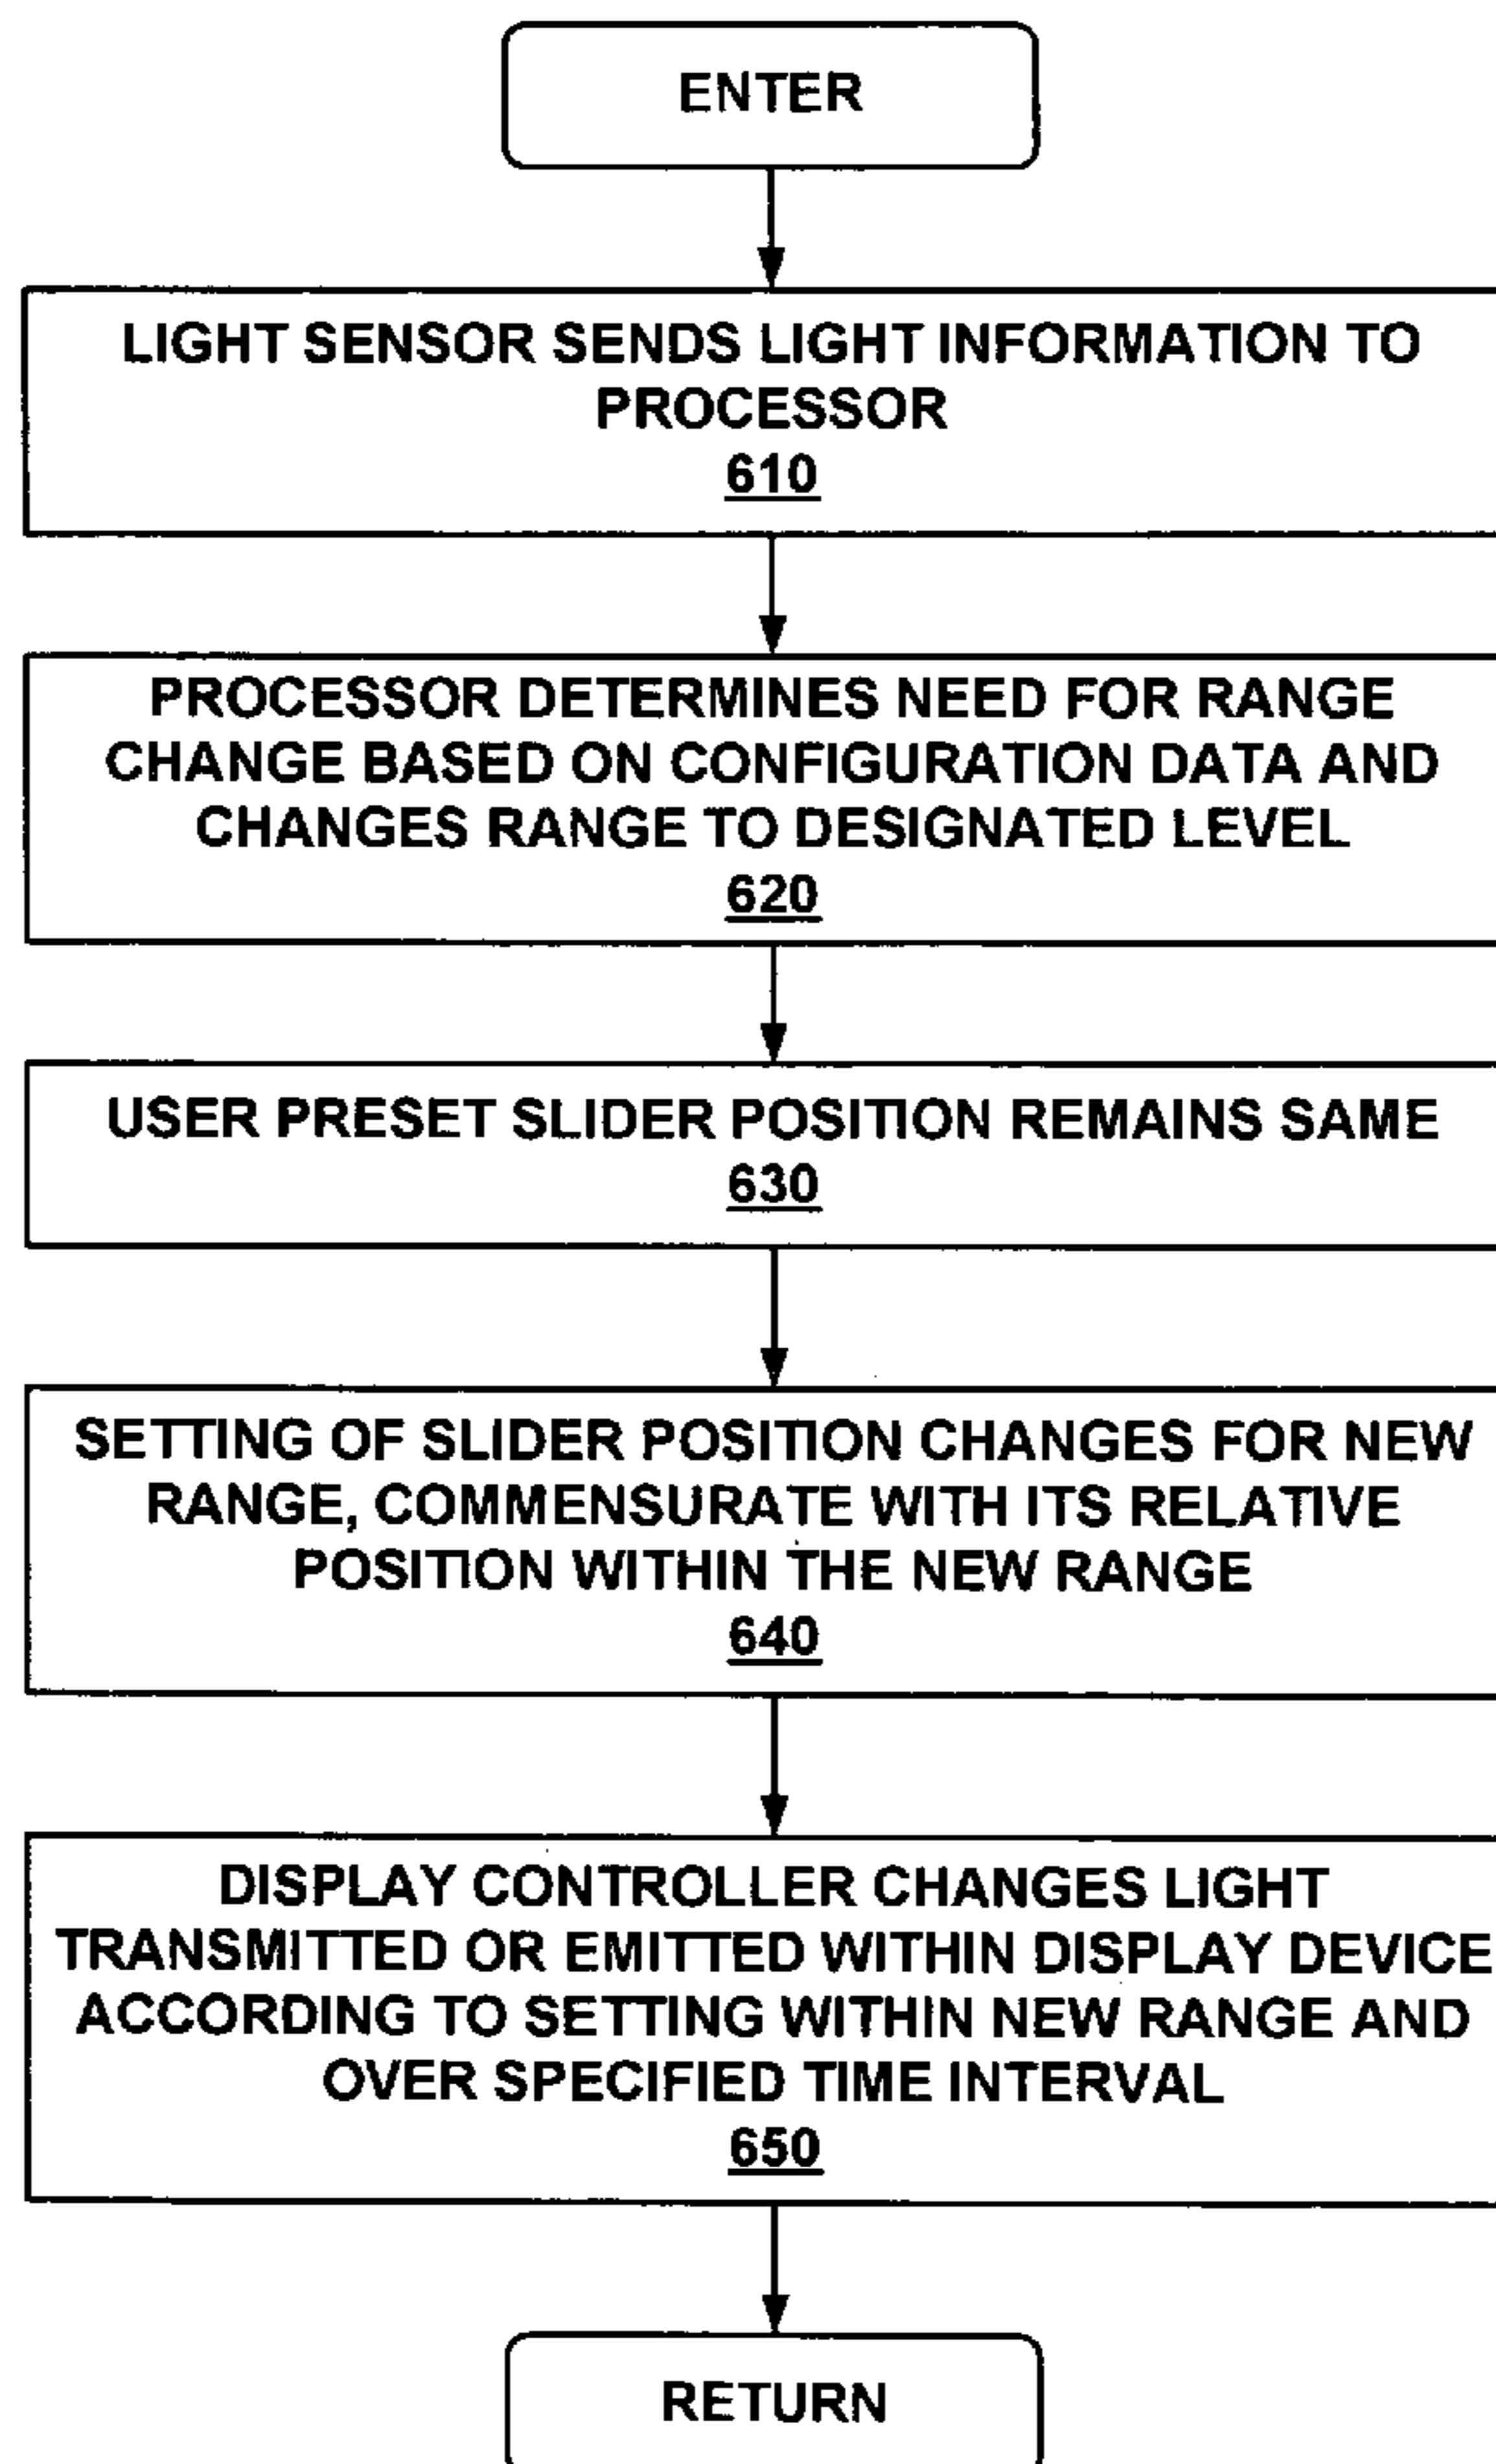 ENTER
LIGHT SENSOR SENDS LIGHT INFORMATION TO
PROCESSOR
610
PROCESSOR DETERMINES NEED FOR RANGE
CHANGE BASED ON CONFIGURATION DATA AND
CHANGES RANGE TO DESIGNATED LEVEL
620
USER PRESET SLIDER POSITION REMAINS SAME
630
SETTING OF SLIDER POSITION CHANGES FOR NEW
RANGE, COMMENSURATE WITH ITS RELATIVE
POSITION WITHIN THE NEW RANGE
640
DISPLAY CONTROLLER CHANGES LIGHT
TRANSMITTED OR EMITTED WITHIN DISPLAY DEVICE
ACCORDING TO SETTING WITHIN NEW RANGE AND
OVER SPECIFIED TIME INTERVAL
650
RETURN